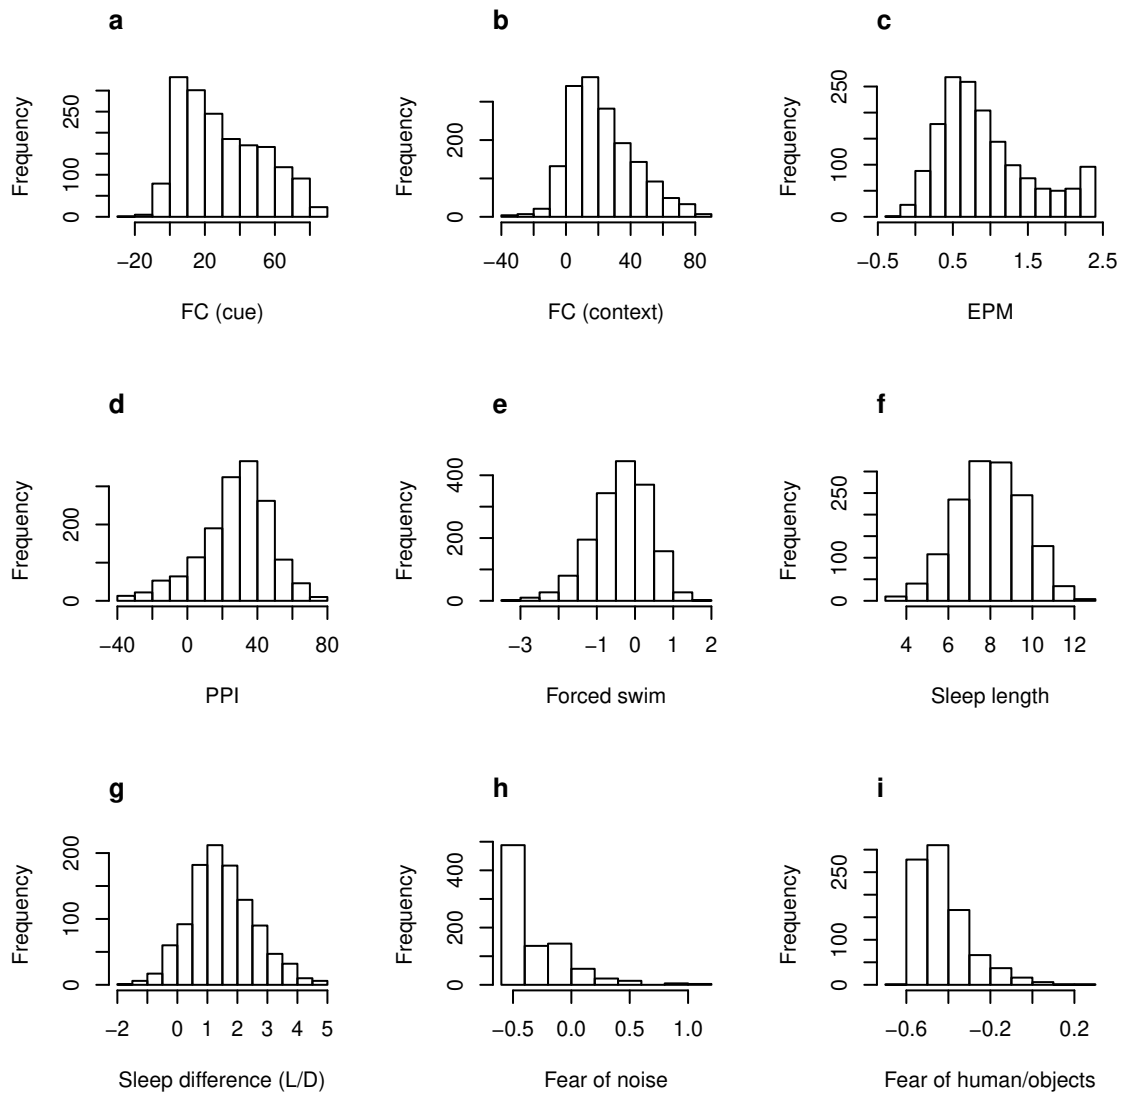 a b c
Frequency 0 100 250 −20 20 60 FC (cue)
Frequency 0 200 −40 0 40 80 FC (context)
Frequency 0 100 250 −0.5 0.5 1.5 2.5 EPM
d e f
Frequency 0 200 −40 0 40 80 PPI
Frequency 0 200 400 −3 −1 0 1 2 Forced swim
Frequency 0 100 250 4 6 8 10 12 Sleep length
g h i
Frequency 0 100 200 −2 0 1 2 3 4 5 Sleep difference (L/D)
Frequency 0 200 400 −0.5 0.0 0.5 1.0 Fear of noise
Frequency 0 100 250 −0.6 −0.2 0.2 Fear of human/objects